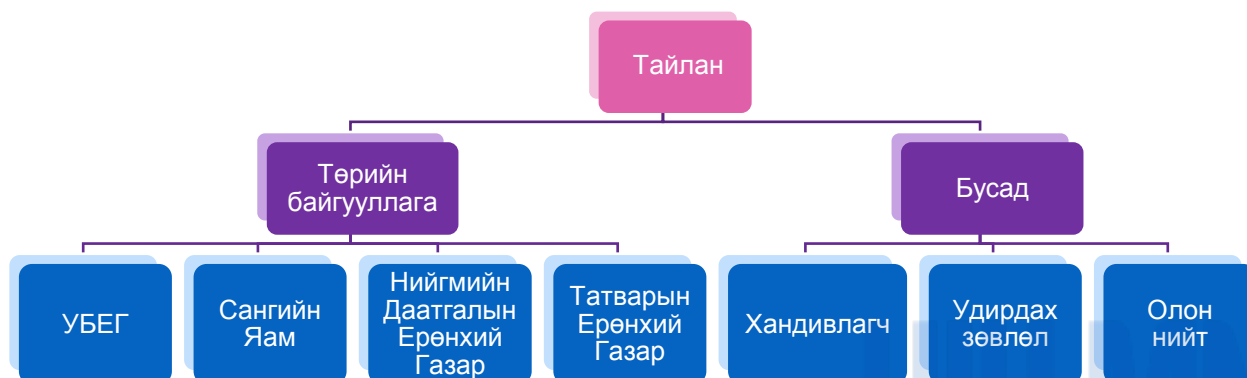 Тайлан
Төрийн
байгууллага
Бусад
УБЕГ
Сангийн
Яам
Нийгмийн
Даатгалын
Ерөнхий
Газар
Татварын
Ерөнхий
Газар
Хандивлагч
Удирдах
зөвлөл
Олон
нийт